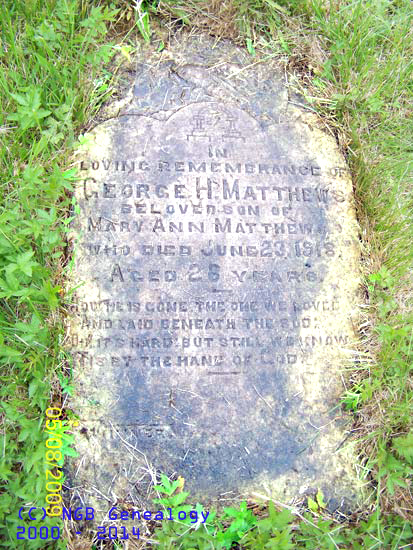 IN
LOVING REMEMBRANCE OF
GEORGE H. MATTHEWS
BELOVED SON OF
MARY ANN MATTHEWS
WHO DIED JUNE 23, 1918
AGED 26 YEARS
NOW HE IS GONE THE ONE WE LOVED
AND LAID BENEATH THE SOD
IT'S HARD BUT STILL WE KNOW
TIS BY THE HAND OF GOD
05/08/2009
(C) NGB Genealogy
2000 - 2014